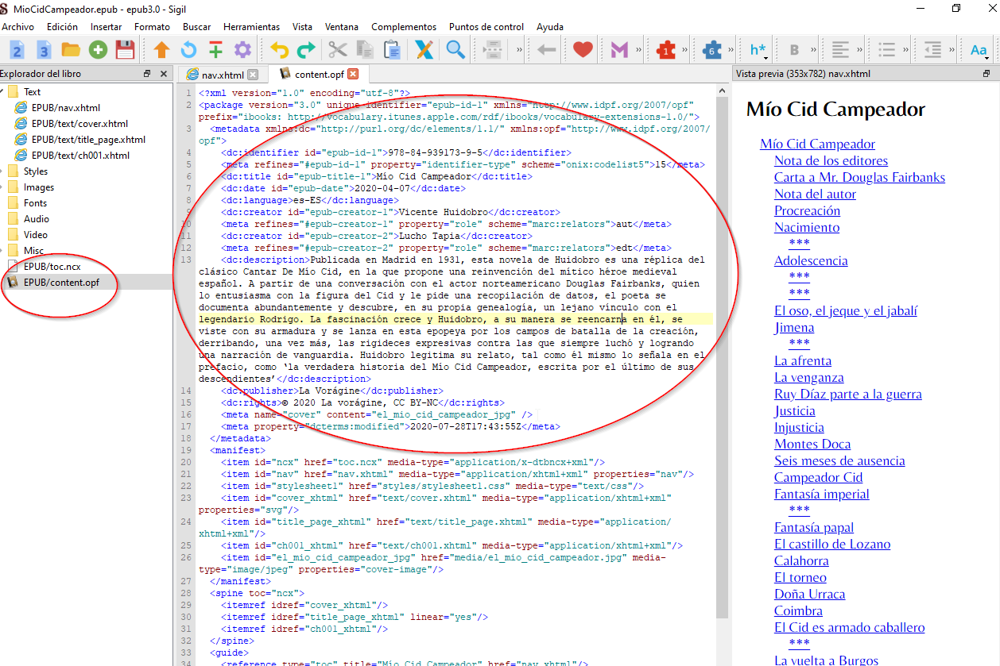 MioCidCampeador.epub - epub3.0 - Sigil
Archivo Edición Insertar Formato Buscar Herramientas Vista Ventana Complementos Puntos de control Ayuda
2 3 1 6 h* B Aa
Explorador del libro
Text
EPUB/nav.xhtml
EPUB/text/cover.xhtml
EPUB/text/title_page.xhtml
EPUB/text/ch001.xhtml
Styles
Images
Fonts
Audio
Video
Misc
EPUB/toc.ncx
EPUB/content.opf
nav.xhtml content.opf
1 <?xml version="1.0" encoding="utf-8"?>
2 <package version="3.0" unique-identifier="epub-id-1" xmlns="http://www.idpf.org/2007/opf"
prefix="ibooks: http://vocabulary.itunes.apple.com/rdf/ibooks/vocabulary-extensions-1.0/">
3 <metadata xmlns:dc="http://purl.org/dc/elements/1.1/" xmlns:opf="http://www.idpf.org/2007/
opf">
4 <dc:identifier id="epub-id-1">978-84-939173-9-5</dc:identifier>
5 <meta refines="#epub-id-1" property="identifier-type" scheme="onix:codelist5">15</meta>
6 <dc:title id="epub-title-1">Mío Cid Campeador</dc:title>
7 <dc:date id="epub-date">2020-04-07</dc:date>
8 <dc:language>es-ES</dc:language>
9 <dc:creator id="epub-creator-1">Vicente Huidobro</dc:creator>
10 <meta refines="#epub-creator-1" property="role" scheme="marc:relators">aut</meta>
11 <dc:creator id="epub-creator-2">Lucho Tapia</dc:creator>
12 <meta refines="#epub-creator-2" property="role" scheme="marc:relators">edt</meta>
13 <dc:description>Publicada en Madrid en 1931, esta novela de Huidobro es una réplica del
clásico Cantar De Mío Cid, en la que propone una reinvención del mítico héroe medieval
español. A partir de una conversación con el actor norteamericano Douglas Fairbanks, quien
lo entusiasma con la figura del Cid y le pide una recopilación de datos, el poeta se
documenta abundantemente y descubre, en su propia genealogía, un lejano vínculo con el
legendario Rodrigo. La fascinación crece y Huidobro, a su manera se reencarna en él, se
viste con su armadura y se lanza en esta epopeya por los campos de batalla de la creación,
derribando, una vez más, las rigideces expresivas contra las que siempre luchó y logrando
una narración de vanguardia. Huidobro legitima su relato, tal como él mismo lo señala en el
prefacio, como ‘la verdadera historia del Mío Cid Campeador, escrita por el último de sus
descendientes’</dc:description>
14 <dc:publisher>La Vorágine</dc:publisher>
15 <dc:rights>© 2020 La vorágine, CC BY-NC</dc:rights>
16 <meta name="cover" content="el_mio_cid_campeador_jpg" />
17 <meta property="dcterms:modified">2020-07-28T17:43:55Z</meta>
18 </metadata>
19 <manifest>
20 <item id="ncx" href="toc.ncx" media-type="application/x-dtbncx+xml"/>
21 <item id="nav" href="nav.xhtml" media-type="application/xhtml+xml" properties="nav"/>
22 <item id="stylesheet1" href="styles/stylesheet1.css" media-type="text/css"/>
23 <item id="cover_xhtml" href="text/cover.xhtml" media-type="application/xhtml+xml"
properties="svg"/>
24 <item id="title_page_xhtml" href="text/title_page.xhtml" media-type="application/
xhtml+xml"/>
25 <item id="ch001_xhtml" href="text/ch001.xhtml" media-type="application/xhtml+xml"/>
26 <item id="el_mio_cid_campeador_jpg" href="media/el_mio_cid_campeador.jpg" media-
type="image/jpeg" properties="cover-image"/>
27 </manifest>
28 <spine toc="ncx">
29 <itemref idref="cover_xhtml"/>
30 <itemref idref="title_page_xhtml" linear="yes"/>
31 <itemref idref="ch001_xhtml"/>
32 </spine>
33 <guide>
34 <reference type="toc" title="Mío Cid Campeador" href="nav.xhtml"/>
Vista previa (353x782) nav.xhtml
Mío Cid Campeador
Mío Cid Campeador
Nota de los editores
Carta a Mr. Douglas Fairbanks
Nota del autor
Procreación
Nacimiento
***
Adolescencia
***
***
El oso, el jeque y el jabalí
Jimena
***
La afrenta
La venganza
Ruy Díaz parte a la guerra
Justicia
Injusticia
Montes Doca
Seis meses de ausencia
Campeador Cid
Fantasía imperial
***
Fantasía papal
El castillo de Lozano
Calahorra
El torneo
Doña Urraca
Coimbra
El Cid es armado caballero
***
La vuelta a Burgos